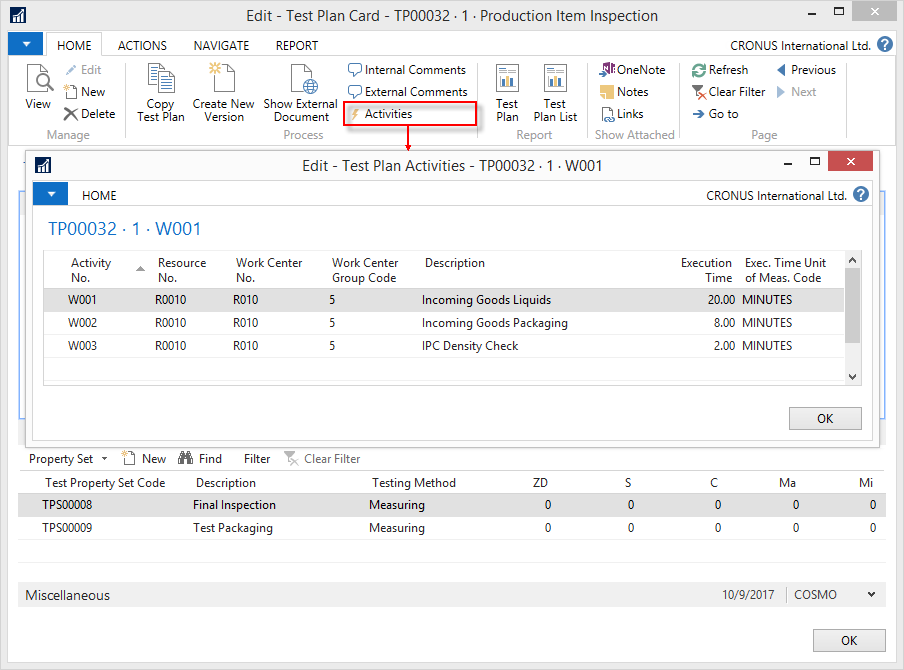 Edit - Test Plan Card - TP00032 · 1 · Production Item Inspection
HOME ACTIONS NAVIGATE REPORT CRONUS International Ltd. ?
View
Edit
New
Delete
Manage
Copy Test Plan
Create New Version
Show External Document
Internal Comments
External Comments
Activities
Process
Test Plan
Test Plan List
Report
OneNote
Notes
Links
Show Attached
Refresh
Clear Filter
Go to
Previous
Next
Page
Edit - Test Plan Activities - TP00032 · 1 · W001
HOME CRONUS International Ltd. ?
TP00032 · 1 · W001
Activity No. Resource No. Work Center No. Work Center Group Code Description Execution Time Exec. Time Unit of Meas. Code
W001 R0010 R010 5 Incoming Goods Liquids 20.00 MINUTES
W002 R0010 R010 5 Incoming Goods Packaging 8.00 MINUTES
W003 R0010 R010 5 IPC Density Check 2.00 MINUTES
OK
Property Set New Find Filter Clear Filter
Test Property Set Code Description Testing Method ZD S C Ma Mi
TPS00008 Final Inspection Measuring 0 0 0 0 0
TPS00009 Test Packaging Measuring 0 0 0 0 0
Miscellaneous 10/9/2017 COSMO
OK